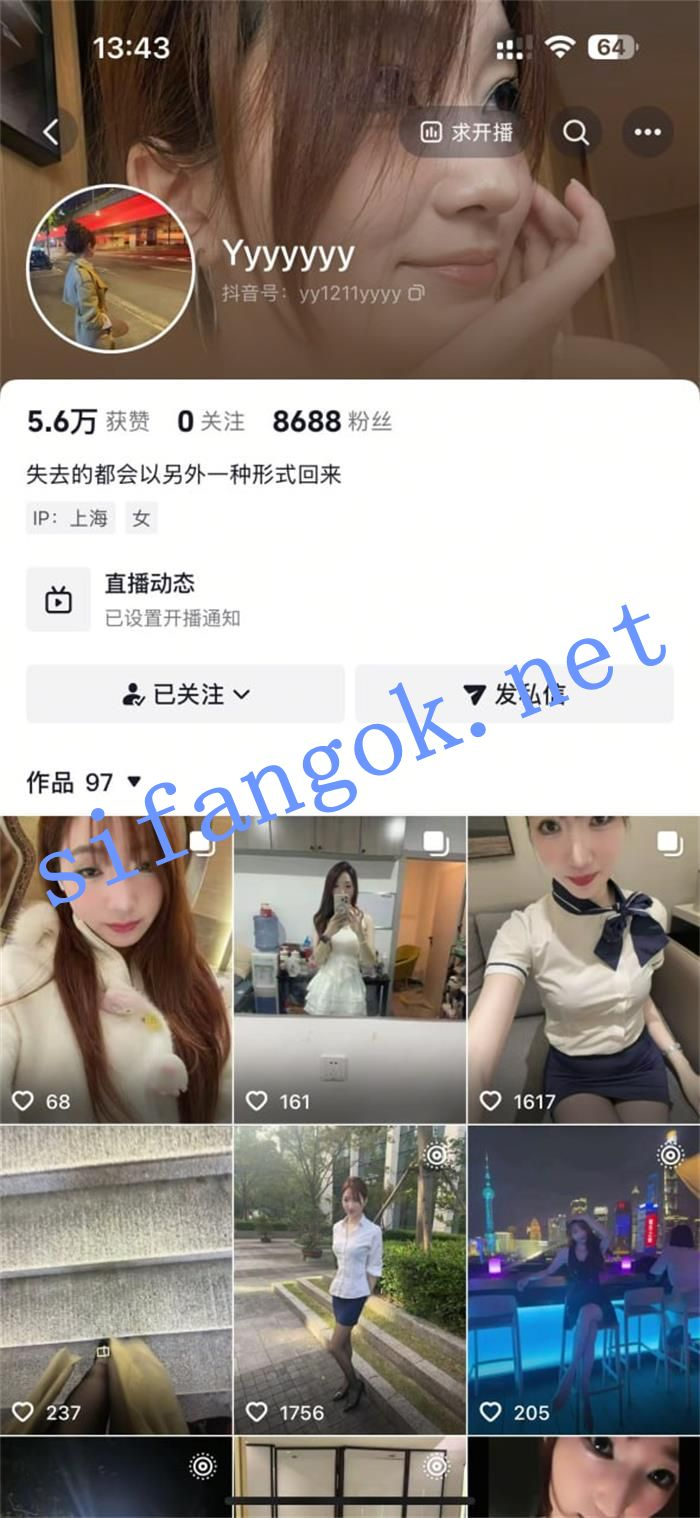 13:43
64
求开播
Yyyyyyy
抖音号：yy1211yyyy
5.6万 获赞 0 关注 8688 粉丝
失去的都会以另外一种形式回来
IP：上海 女
直播动态
已设置开播通知
已关注 发私信
sifangok.net
作品 97
68 161 1617
237 1756 205